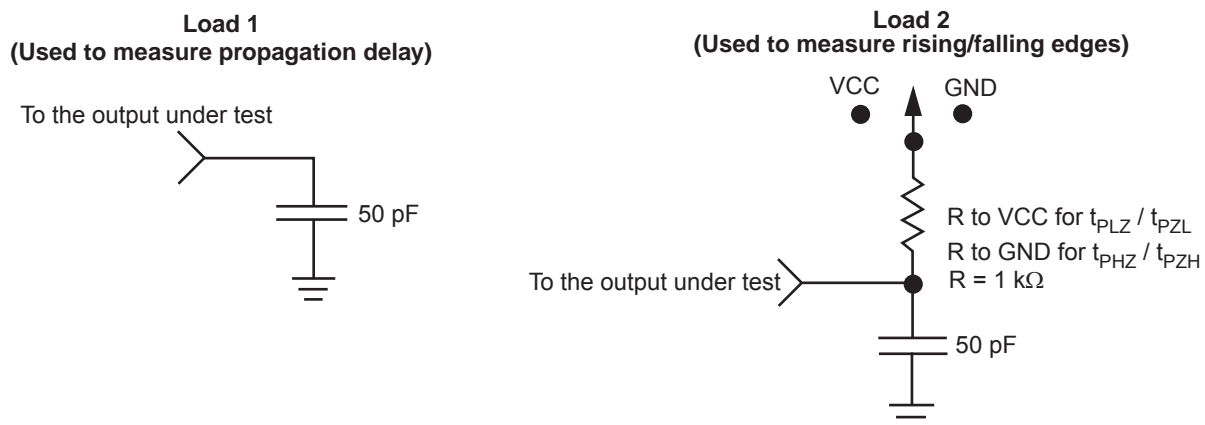 Load 1
(Used to measure propagation delay)
To the output under test
50 pF
Load 2
(Used to measure rising/falling edges)
VCC
GND
R to VCC for tPLZ / tPZL
R to GND for tPHZ / tPZH
R = 1 kΩ
To the output under test
50 pF